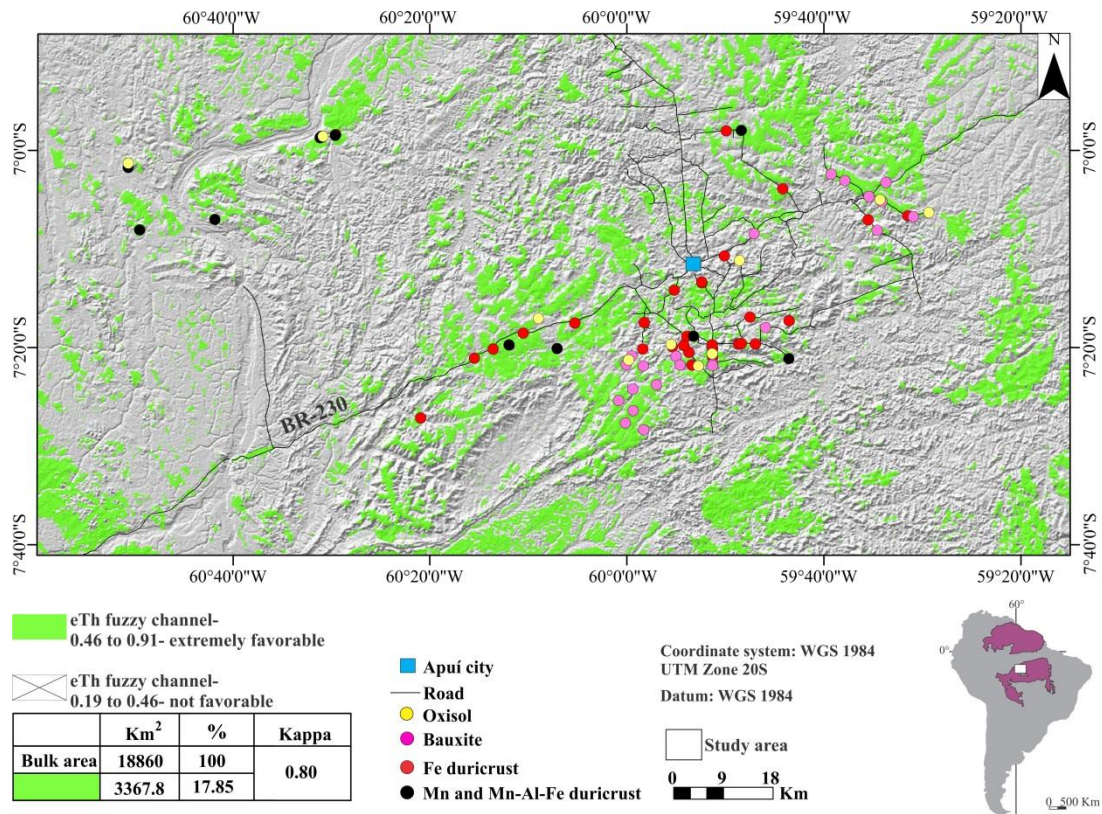 60°40'0"W 60°20'0"W 60°0'0"W 59°40'0"W 59°20'0"W
N
7°0'0"S 7°0'0"S
7°20'0"S 7°20'0"S
BR-230
7°40'0"S 7°40'0"S
60°40'0"W 60°20'0"W 60°0'0"W 59°40'0"W 59°20'0"W
eTh fuzzy channel-
0.46 to 0.91- extremely favorable
eTh fuzzy channel-
0.19 to 0.46- not favorable
Km2 % Kappa
Bulk area 18860 100 0.80
3367.8 17.85
Apuí city
Road
Oxisol
Bauxite
Fe duricrust
Mn and Mn-Al-Fe duricrust
Coordinate system: WGS 1984
UTM Zone 20S
Datum: WGS 1984
Study area
0 9 18
Km
60°
0°
0 500 Km